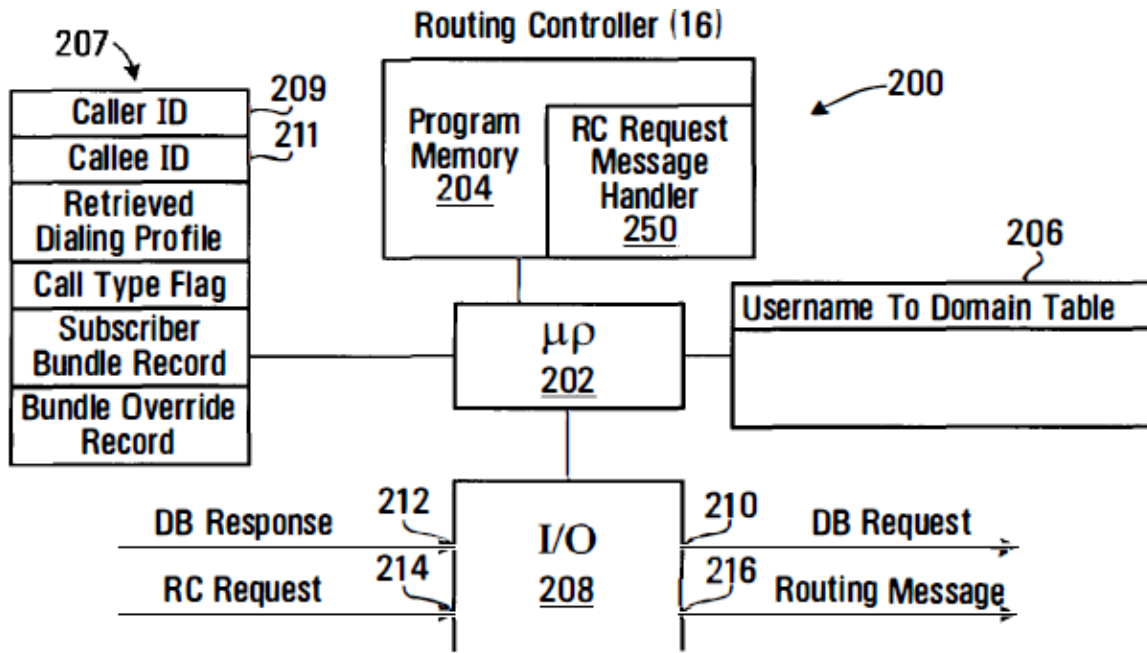 Routing Controller (16)
207
200
Caller ID
209
Callee ID
211
Retrieved
Dialing Profile
Call Type Flag
Subscriber
Bundle Record
Bundle Override
Record
Program
Memory
204
RC Request
Message
Handler
250
206
Username To Domain Table
μρ
202
212
210
DB Response
I/O
DB Request
214
216
RC Request
208
Routing Message